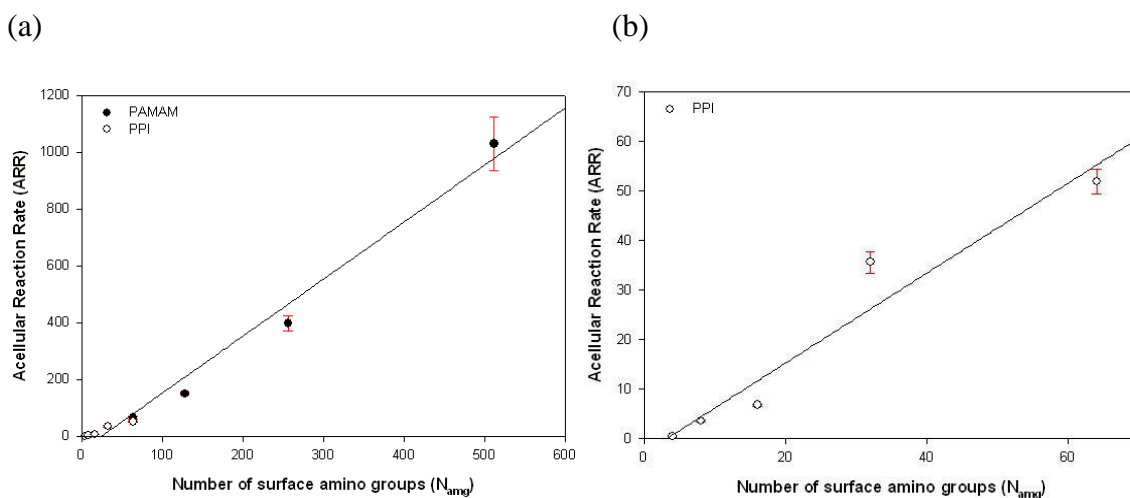 (a)
Acellular Reaction Rate (ARR)
1200
1000
800
600
400
200
0
PAMAM
PPI
0 100 200 300 400 500 600
Number of surface amino groups (Namg)
(b)
Acellular Reaction Rate (ARR)
70
60
50
40
30
20
10
0
PPI
0 20 40 60
Number of surface amino groups (Namg)